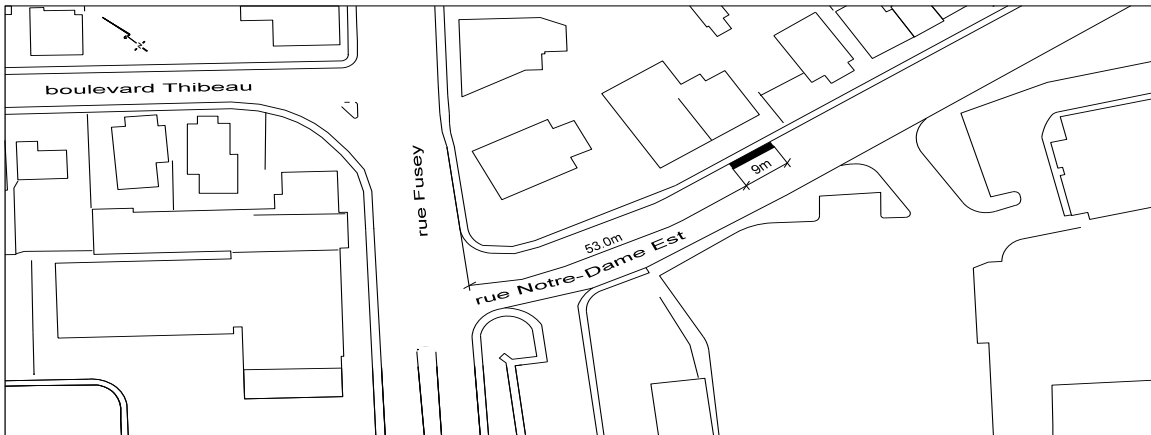 boulevard Thibeau
rue Fusey
9m
53.0m
rue Notre-Dame Est